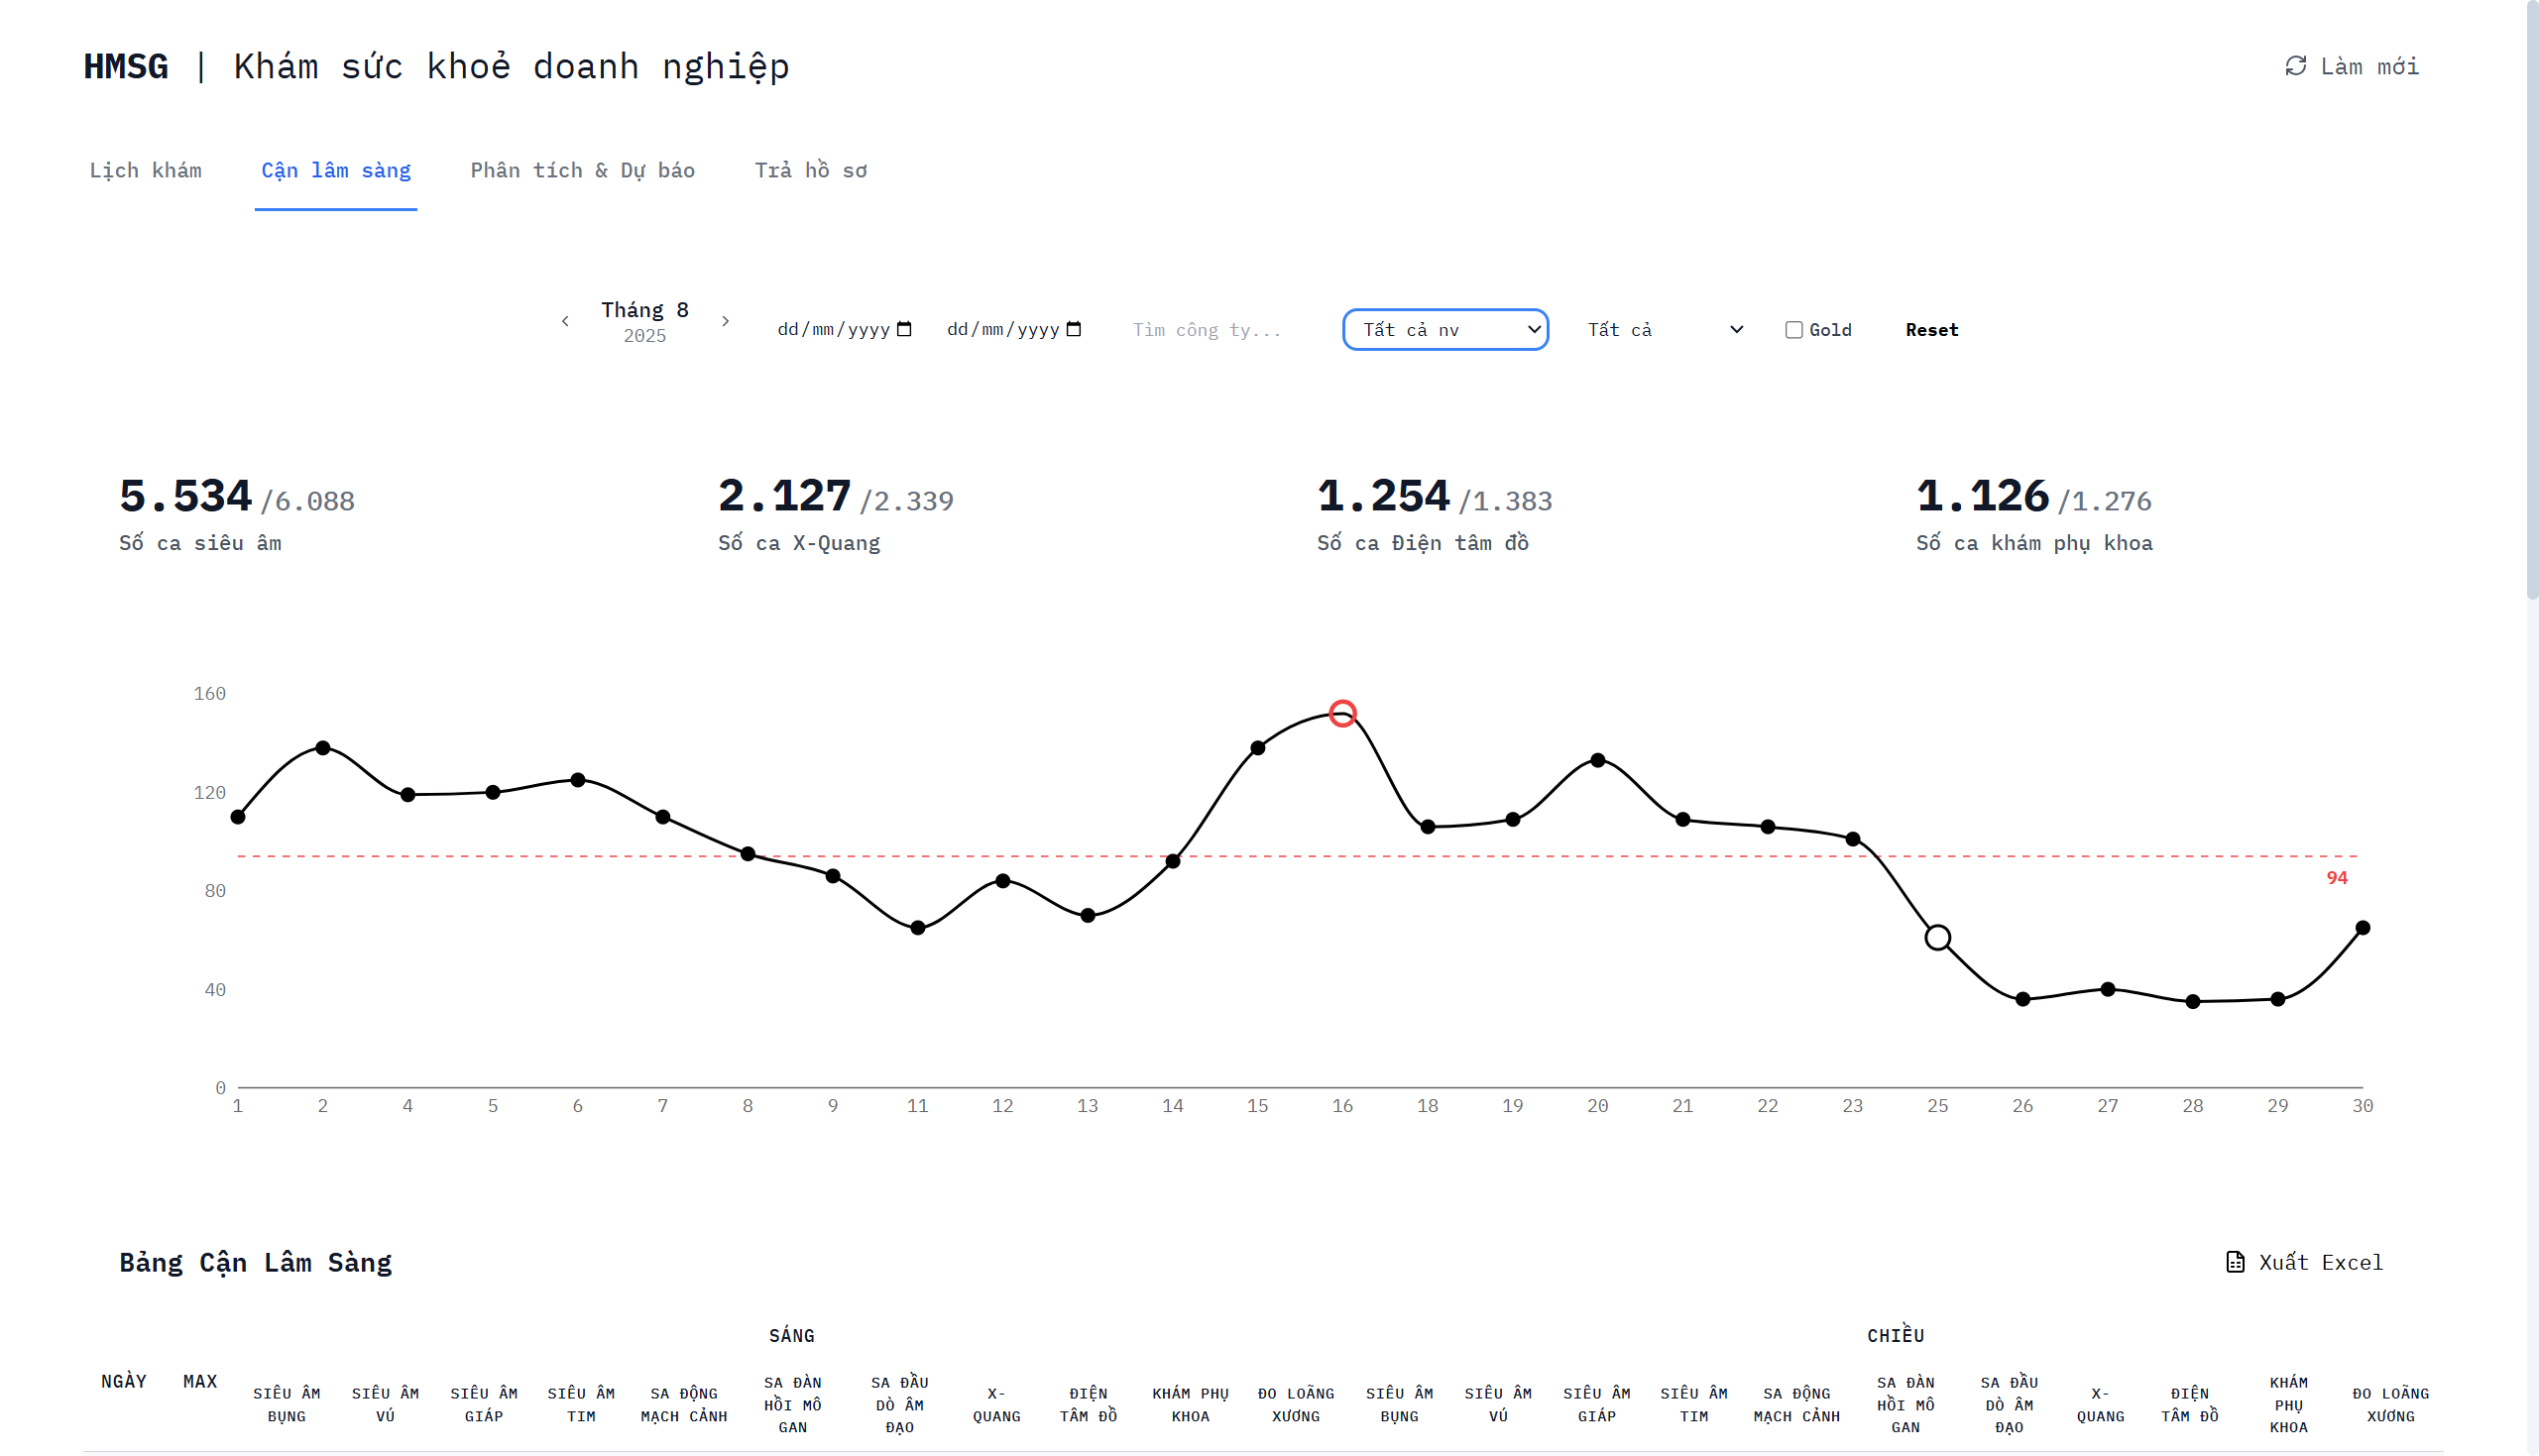 HMSG | Khám sức khoẻ doanh nghiệp
Làm mới
Lịch khám
Cận lâm sàng
Phân tích & Dự báo
Trả hồ sơ
Tháng 8
2025
dd/mm/yyyy
dd/mm/yyyy
Tìm công ty...
Tất cả nv
Tất cả
Gold
Reset
5.534 /6.088
Số ca siêu âm
2.127 /2.339
Số ca X-Quang
1.254 /1.383
Số ca Điện tâm đồ
1.126 /1.276
Số ca khám phụ khoa
160
120
80
40
0
94
1 2 4 5 6 7 8 9 11 12 13 14 15 16 18 19 20 21 22 23 25 26 27 28 29 30
Bảng Cận Lâm Sàng
Xuất Excel
SÁNG
CHIỀU
NGÀY
MAX
SIÊU ÂM
BỤNG
SIÊU ÂM
VÚ
SIÊU ÂM
GIÁP
SIÊU ÂM
TIM
SA ĐỘNG
MẠCH CẢNH
SA ĐÀN
HỒI MÔ
GAN
SA ĐẦU
DÒ ÂM
ĐẠO
X-
QUANG
ĐIỆN
TÂM ĐỒ
KHÁM PHỤ
KHOA
ĐO LOÃNG
XƯƠNG
SIÊU ÂM
BỤNG
SIÊU ÂM
VÚ
SIÊU ÂM
GIÁP
SIÊU ÂM
TIM
SA ĐỘNG
MẠCH CẢNH
SA ĐÀN
HỒI MÔ
GAN
SA ĐẦU
DÒ ÂM
ĐẠO
X-
QUANG
ĐIỆN
TÂM ĐỒ
KHÁM
PHỤ
KHOA
ĐO LOÃNG
XƯƠNG